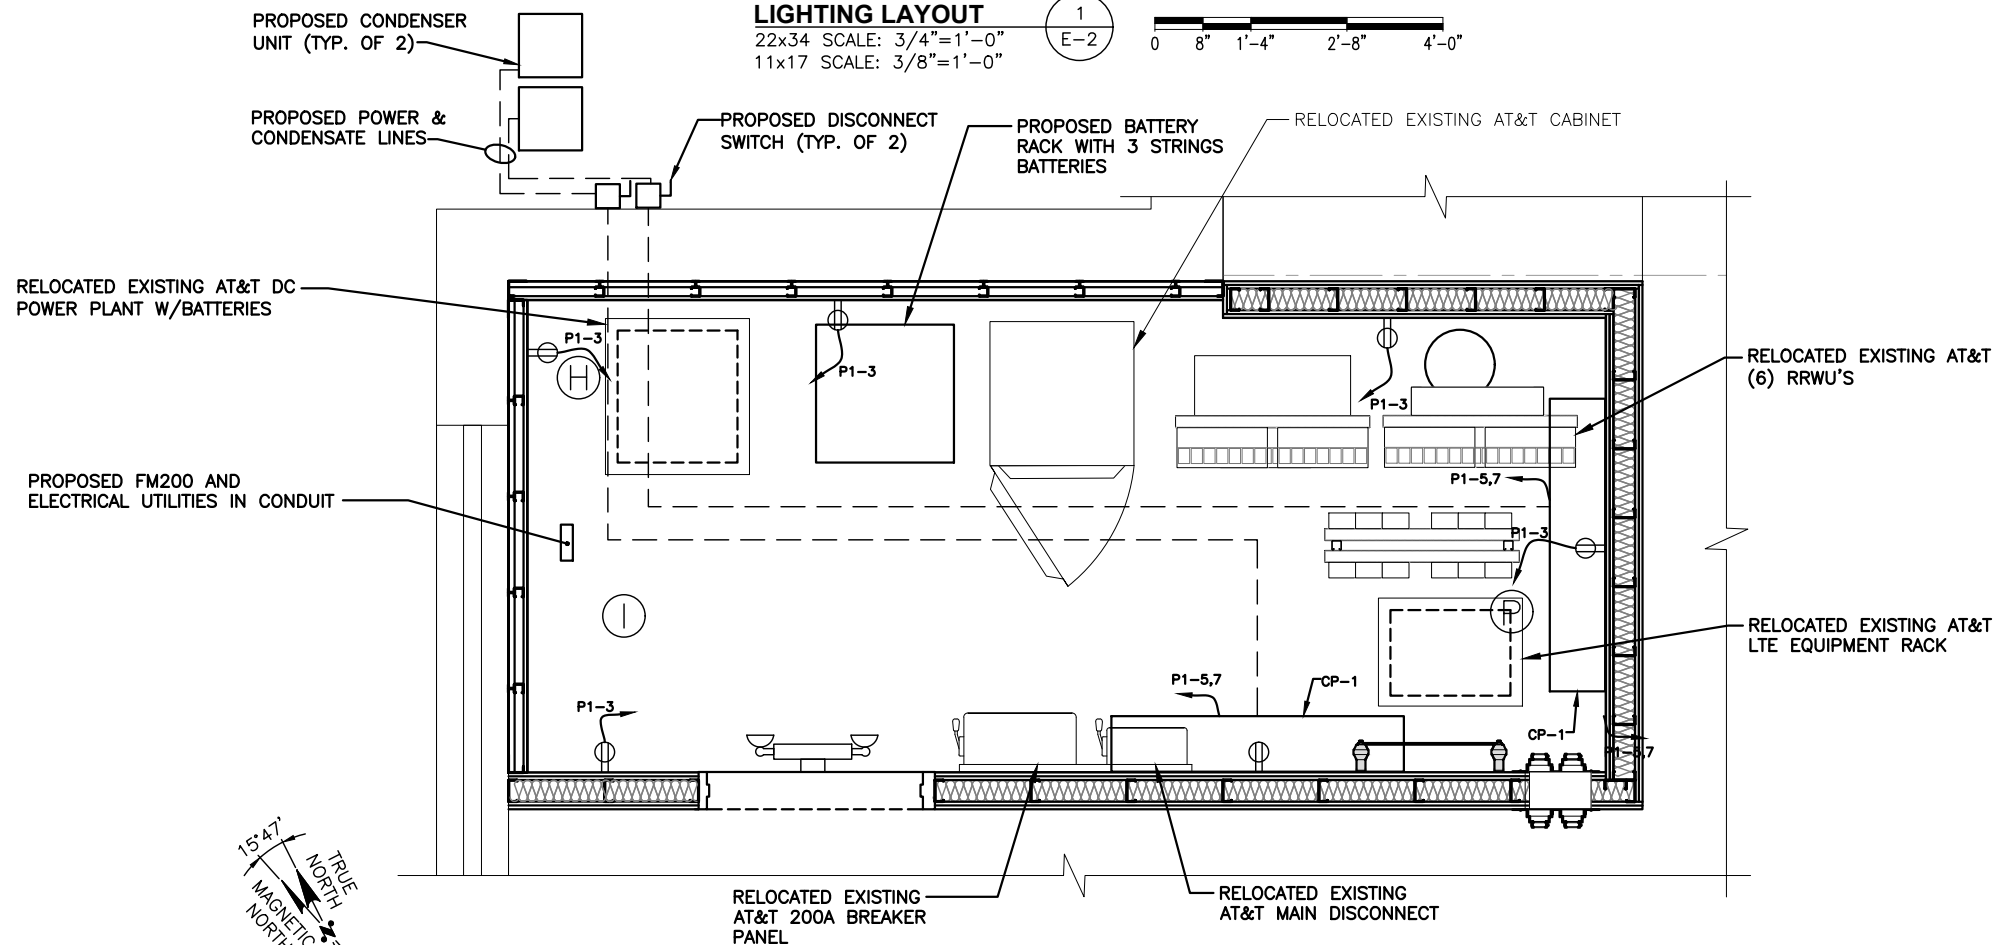 LIGHTING LAYOUT
22x34 SCALE: 3/4"=1'-0"
11x17 SCALE: 3/8"=1'-0"
1
E-2
0 8" 1'-4" 2'-8" 4'-0"
PROPOSED CONDENSER
UNIT (TYP. OF 2)
PROPOSED POWER &
CONDENSATE LINES
PROPOSED DISCONNECT
SWITCH (TYP. OF 2)
PROPOSED BATTERY
RACK WITH 3 STRINGS
BATTERIES
RELOCATED EXISTING AT&T CABINET
RELOCATED EXISTING AT&T DC
POWER PLANT W/BATTERIES
P1-3
H
P1-3
P1-3
RELOCATED EXISTING AT&T
(6) RRWU'S
PROPOSED FM200 AND
ELECTRICAL UTILITIES IN CONDUIT
P1-5,7
P1-3
I
P
RELOCATED EXISTING AT&T
LTE EQUIPMENT RACK
P1-3
P1-5,7
CP-1
CP-1
P1-5,7
15°47'
TRUE
NORTH
MAGNETIC
NORTH
RELOCATED EXISTING
AT&T 200A BREAKER
PANEL
RELOCATED EXISTING
AT&T MAIN DISCONNECT